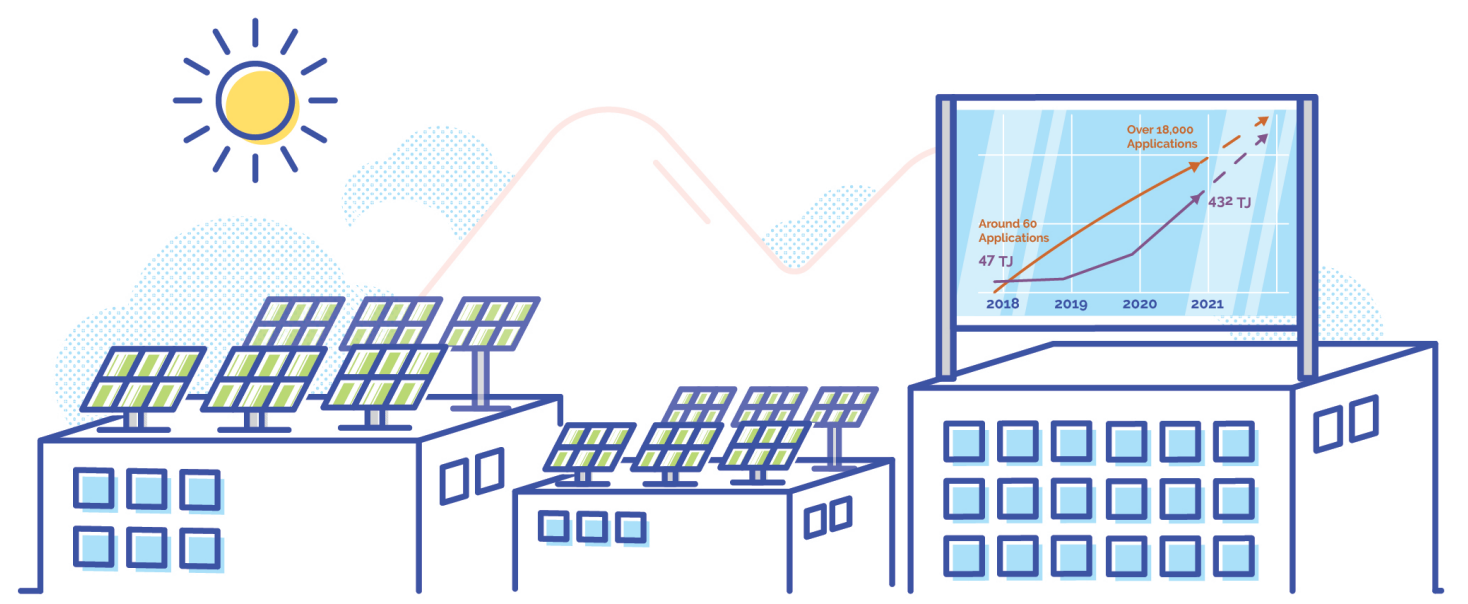 Over 18,000
Applications
432 TJ
Around 60
Applications
47 TJ
2018 2019 2020 2021